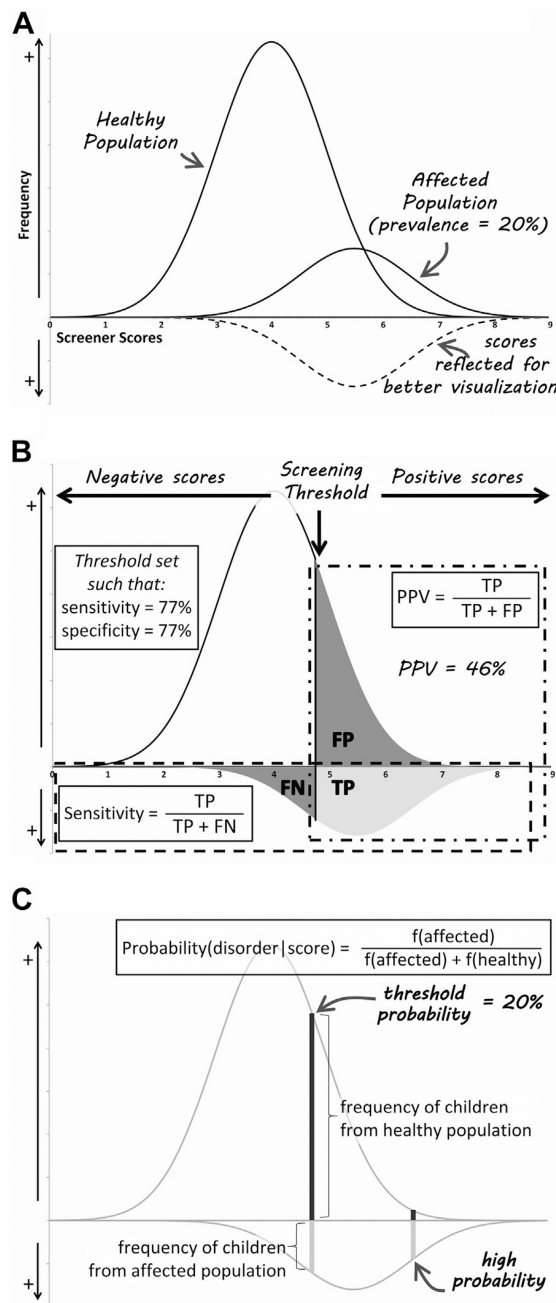 A
+
Healthy
Population
Frequency
Affected
Population
(prevalence = 20%)
0 1 2 3 4 5 6 7 8 9
Screener Scores
scores
reflected for
better visualization
+
B
Negative scores
Screening
Threshold
Positive scores
+
Threshold set
such that:
sensitivity = 77%
specificity = 77%
PPV = TP
TP + FP
PPV = 46%
FP
0 1 2 3 4 5 6 7 8 9
FN
TP
Sensitivity = TP
TP + FN
+
C
Probability(disorder|score) = f(affected)
f(affected) + f(healthy)
+
threshold
probability = 20%
frequency of children
from healthy population
frequency of children
from affected population
high
probability
+